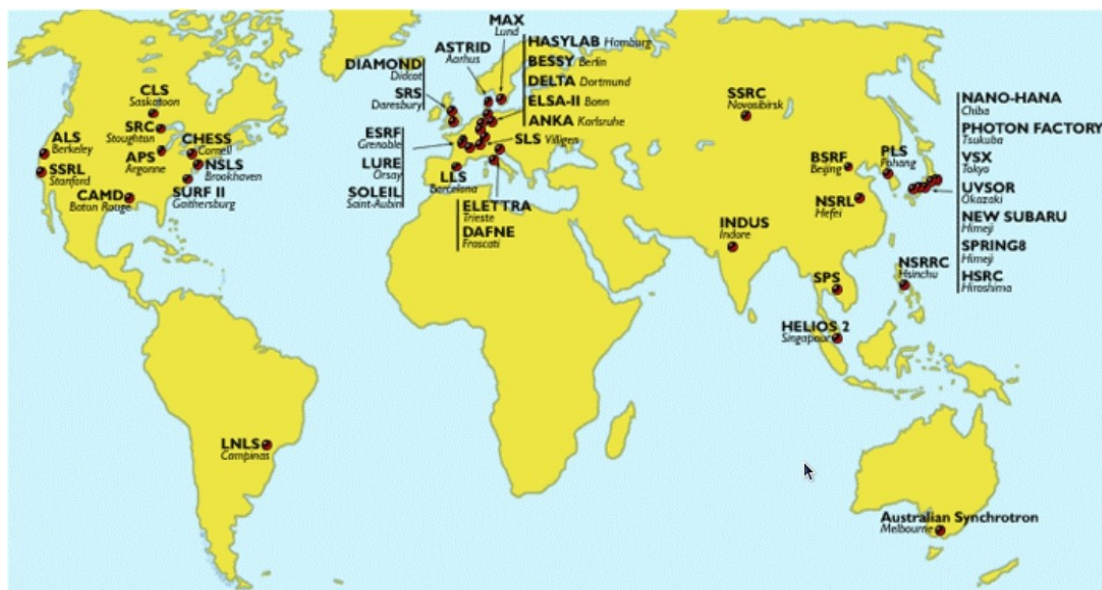 MAX
Lund
ASTRID
Aarhus
HASYLAB Hamburg
BESSY Berlin
DELTA Dortmund
ELSA-II Bonn
ANKA Karlsruhe
SLS Villigen
DIAMOND
Didcot
SRS
Daresbury
ESRF
Grenoble
LURE
Orsay
SOLEIL
Saint-Aubin
LLS
Barcelona
ELETTRA
Trieste
DAFNE
Frascati
CLS
Saskatoon
SRC
Stoughton
ALS
Berkeley
SSRL
Stanford
APS
Argonne
CHESS
Cornell
NSLS
Brookhaven
SURF II
Gaithersburg
CAMD
Baton Rouge
LNLS
Campinas
SSRC
Novosibirsk
BSRF
Beijing
PLS
Pohang
NSRL
Hefei
INDUS
Indore
SPS
NSRRC
Hsinchu
HELIOS 2
Singapour
NANO-HANA
Chiba
PHOTON FACTORY
Tsukuba
VSX
Tokyo
UVSOR
Okazaki
NEW SUBARU
Himeji
SPRING8
Himeji
HSRC
Hiroshima
Australian Synchrotron
Melbourne